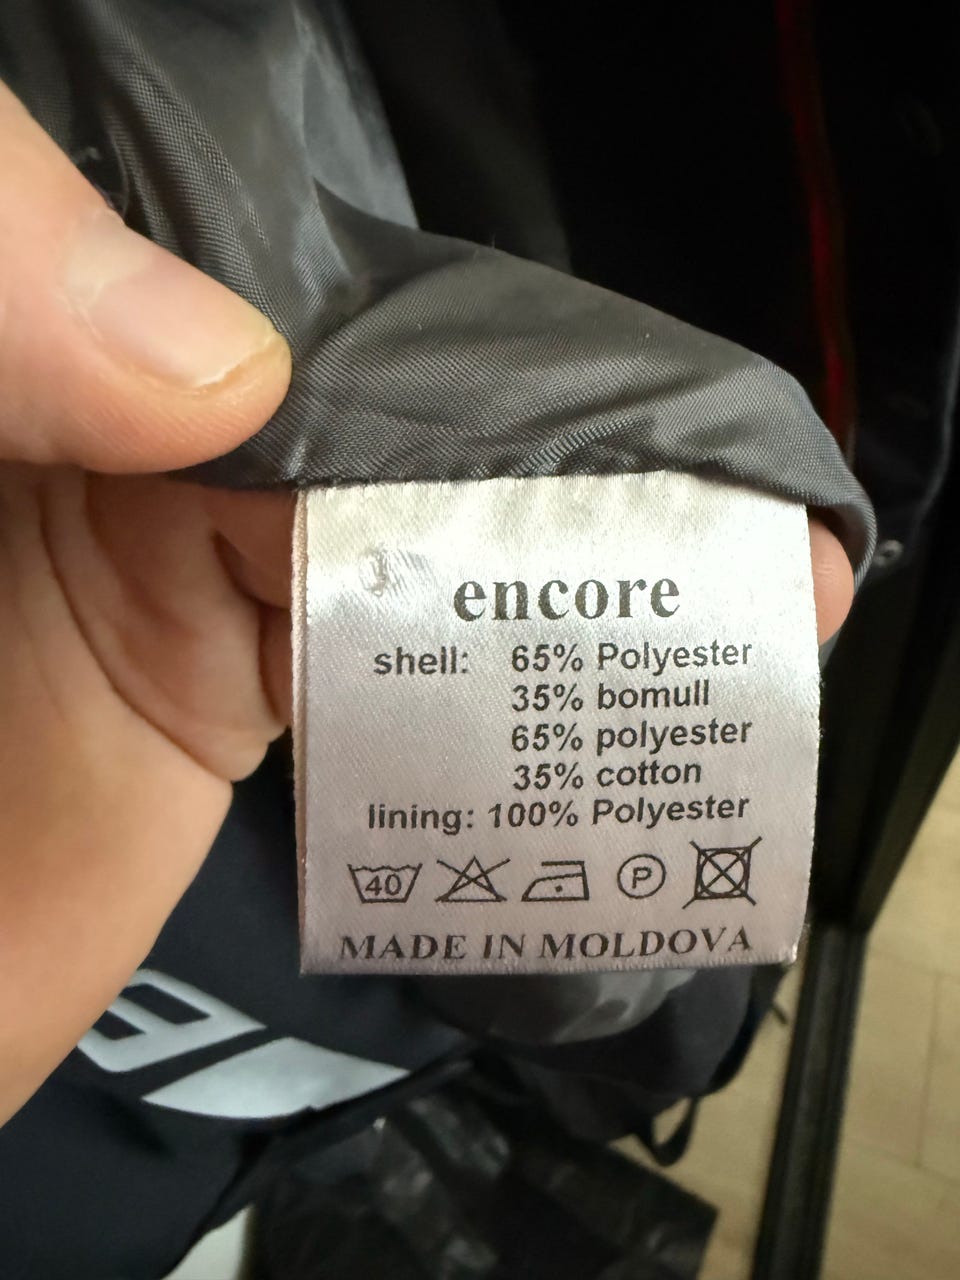 encore
shell: 65% Polyester
35% bomull
65% polyester
35% cotton
lining: 100% Polyester
40 P
MADE IN MOLDOVA